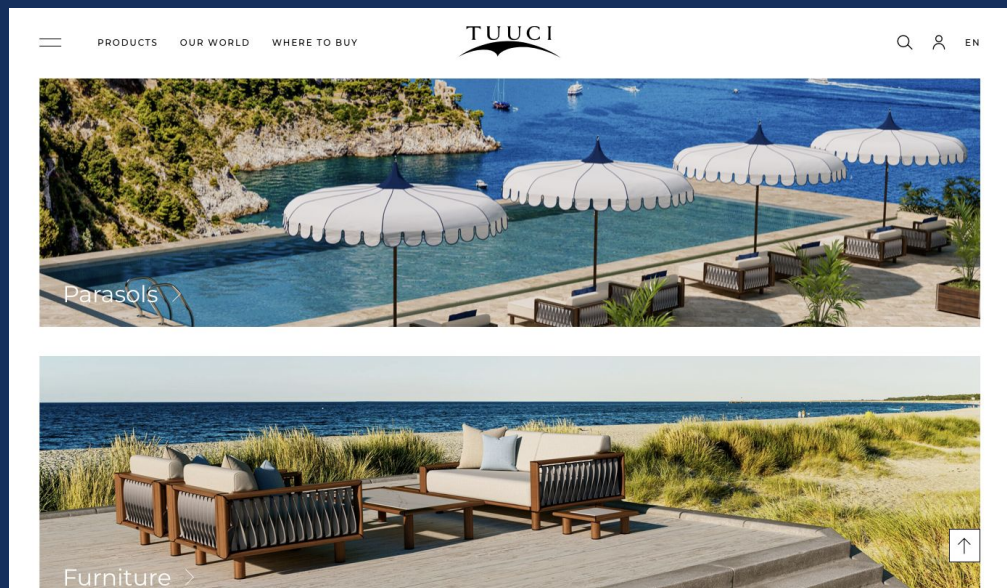 PRODUCTS OUR WORLD WHERE TO BUY
TUUCI
EN
Parasols
Furniture